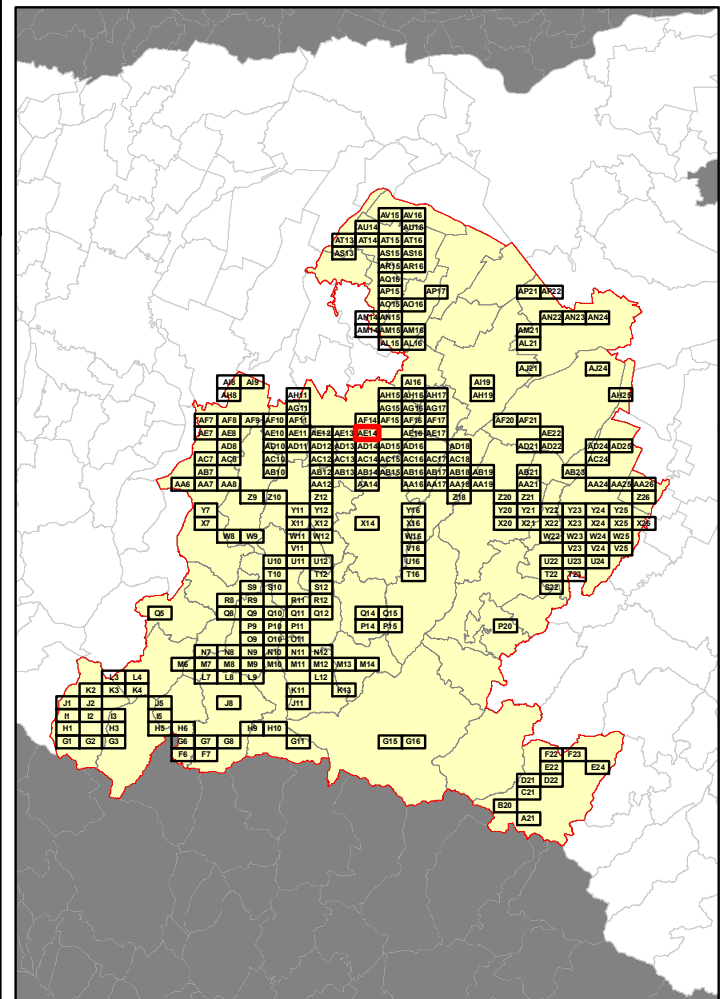 AV15 AV16
AU14 AU16
AT13 AT14 AT15 AT16
AS13 AS15 AS16
AR15 AR16
AQ15
AP15 AP17 AP21 AP22
AO15 AO16
AN14 AN15 AN22 AN23 AN24
AM14 AM15 AM16 AM21
AL15 AL16 AL21
AJ21 AJ24
AI8 AI9 AI16 AI19
AH8 AH11 AH15 AH16 AH17 AH19 AH25
AG11 AG15 AG16 AG17
AF7 AF8 AF9 AF10 AF11 AF14 AF15 AF16 AF17 AF20 AF21
AE7 AE8 AE10 AE11 AE12 AE13 AE14 AE16 AE17 AE22
AD8 AD10 AD11 AD12 AD13 AD14 AD15 AD16 AD18 AD21 AD22 AD24 AD25
AC7 AC8 AC10 AC12 AC13 AC14 AC15 AC16 AC17 AC18 AC24
AB7 AB10 AB12 AB13 AB14 AB15 AB16 AB17 AB18 AB19 AB21 AB23
AA6 AA7 AA8 AA12 AA14 AA16 AA17 AA18 AA19 AA21 AA24 AA25 AA26
Z9 Z10 Z12 Z18 Z20 Z21 Z26
Y7 Y11 Y12 Y16 Y20 Y21 Y22 Y23 Y24 Y25
X7 X11 X12 X14 X16 X20 X21 X22 X23 X24 X25 X26
W8 W9 W11 W12 W16 W22 W23 W24 W25
V11 V16 V23 V24 V25
U10 U11 U12 U16 U22 U23 U24
T10 T12 T16 T22 T23
S9 S10 S12 S22
R8 R9 R11 R12
Q5 Q8 Q9 Q10 Q11 Q12 Q14 Q15
P9 P10 P11 P14 P15 P20
O9 O10 O11
N7 N8 N9 N10 N11 N12
M6 M7 M8 M9 M10 M11 M12 M13 M14
L3 L4 L7 L8 L9 L12
K2 K3 K4 K11 K13
J1 J2 J5 J8 J11
I1 I2 I3 I5
H1 H3 H5 H6 H9 H10
G1 G2 G3 G6 G7 G8 G11 G15 G16
F6 F7 F22 F23
E22 E24
D21 D22
C21
B20
A21